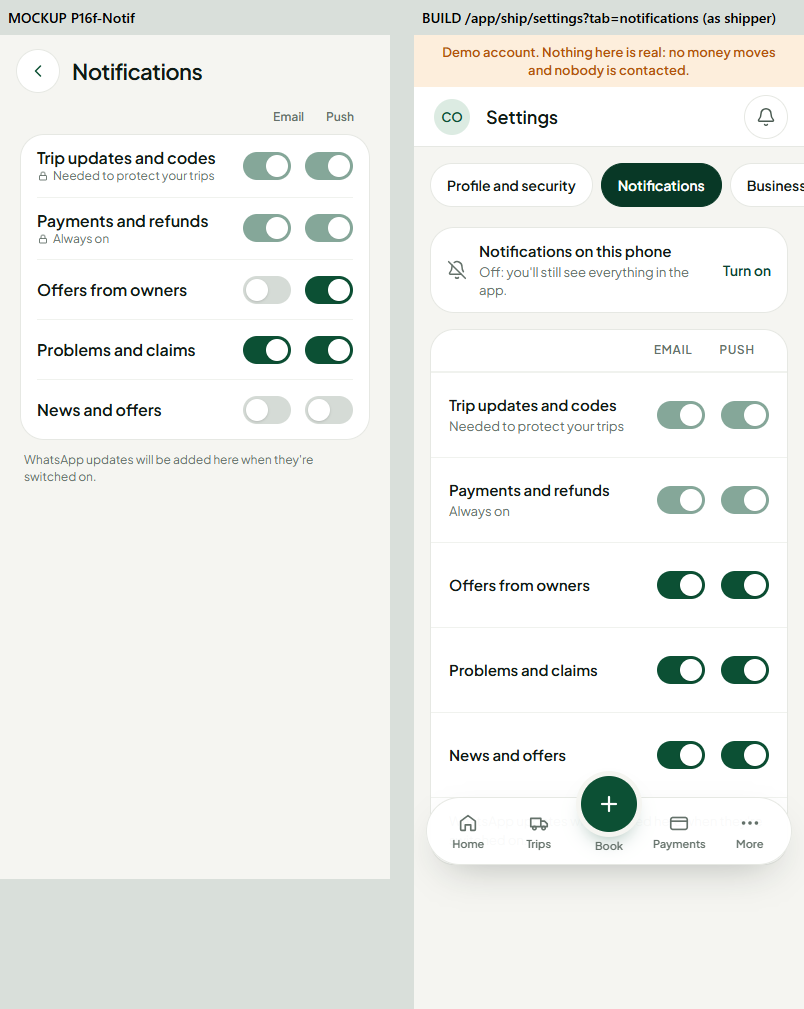 MOCKUP P16f-Notif
Notifications
Email Push
Trip updates and codes
Needed to protect your trips
Payments and refunds
Always on
Offers from owners
Problems and claims
News and offers
WhatsApp updates will be added here when they're
switched on.
BUILD /app/ship/settings?tab=notifications (as shipper)
Demo account. Nothing here is real: no money moves
and nobody is contacted.
CO Settings
Profile and security Notifications Business
Notifications on this phone
Off: you'll still see everything in the
app.
Turn on
EMAIL PUSH
Trip updates and codes
Needed to protect your trips
Payments and refunds
Always on
Offers from owners
Problems and claims
News and offers
Home Trips Book Payments More